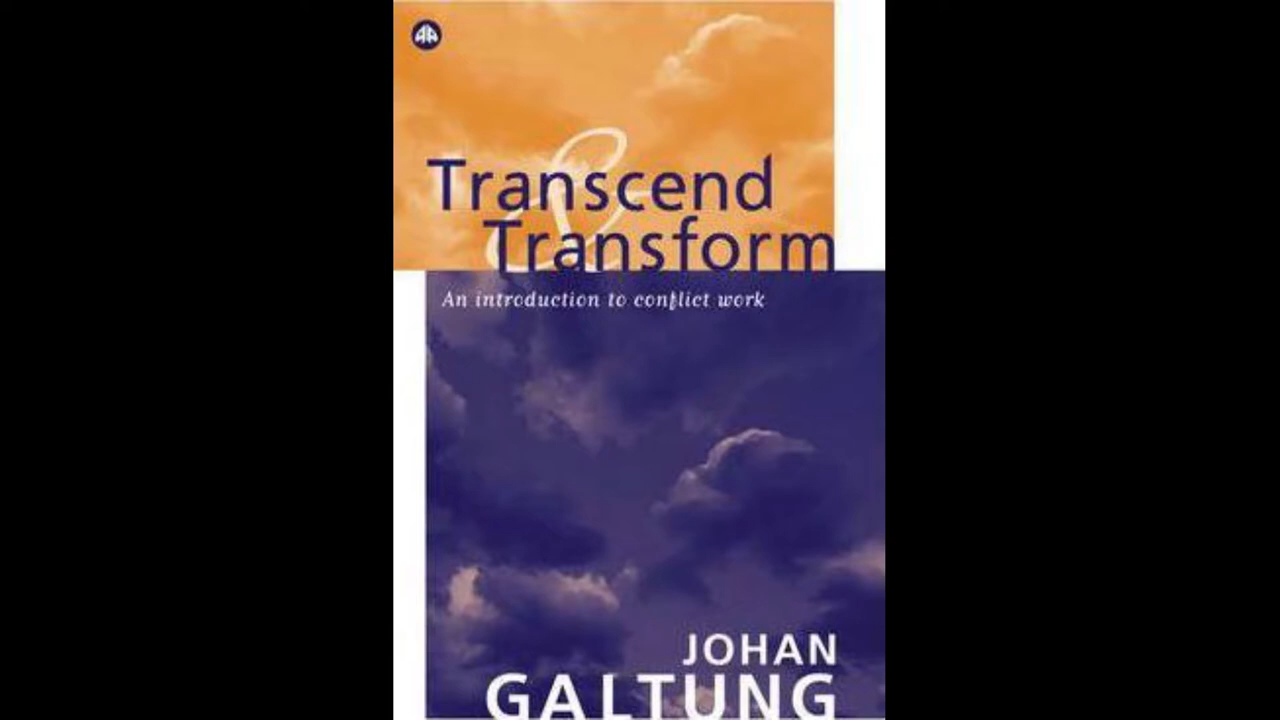 Transcend
&
Transform
An introduction to conflict work
JOHAN
GALTUNG